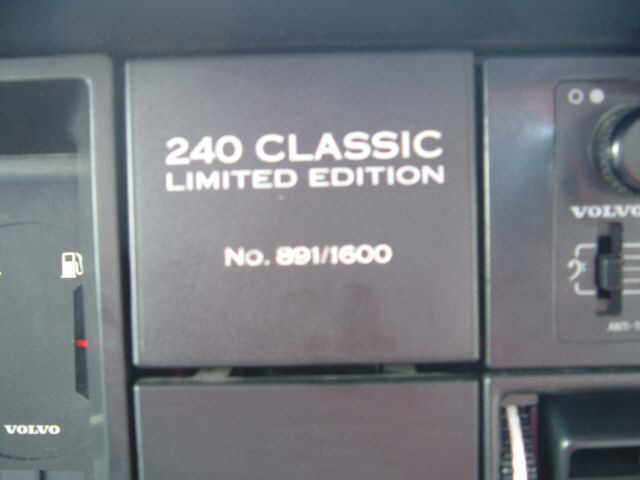 240 CLASSIC
LIMITED EDITION
No. 891/1600
VOLVO
VOLVO